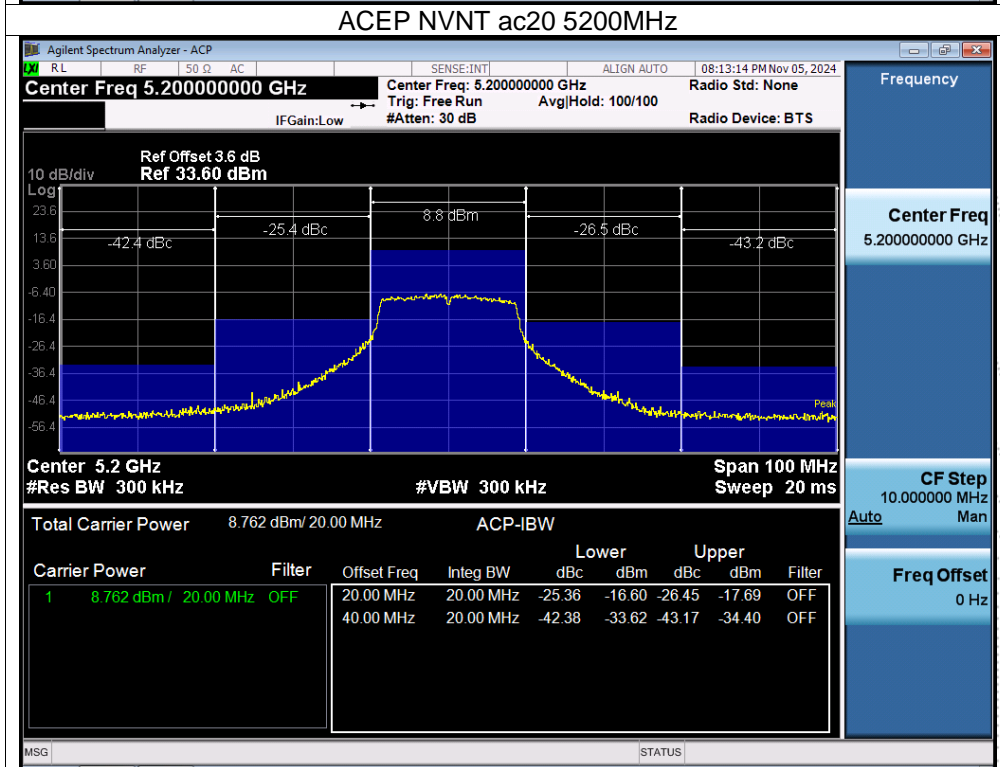 ACEP NVNT ac20 5200MHz
Agilent Spectrum Analyzer - ACP
LXI RL RF 50 Ω AC SENSE:INT ALIGN AUTO 08:13:14 PM Nov 05, 2024
Center Freq 5.200000000 GHz
Center Freq: 5.200000000 GHz Radio Std: None
Trig: Free Run Avg|Hold: 100/100
IFGain:Low #Atten: 30 dB Radio Device: BTS
Ref Offset 3.6 dB
10 dB/div Ref 33.60 dBm
Log
23.6
13.6
3.60
-6.40
-16.4
-26.4
-36.4
-46.4
-56.4
-42.4 dBc
-25.4 dBc
8.8 dBm
-26.5 dBc
-43.2 dBc
Peak
Center 5.2 GHz Span 100 MHz
#Res BW 300 kHz #VBW 300 kHz Sweep 20 ms
Total Carrier Power 8.762 dBm/ 20.00 MHz ACP-IBW
Lower Upper
Carrier Power Filter Offset Freq Integ BW dBc dBm dBc dBm Filter
1 8.762 dBm / 20.00 MHz OFF 20.00 MHz 20.00 MHz -25.36 -16.60 -26.45 -17.69 OFF
40.00 MHz 20.00 MHz -42.38 -33.62 -43.17 -34.40 OFF
MSG STATUS
Frequency
Center Freq
5.200000000 GHz
CF Step
10.000000 MHz
Auto Man
Freq Offset
0 Hz